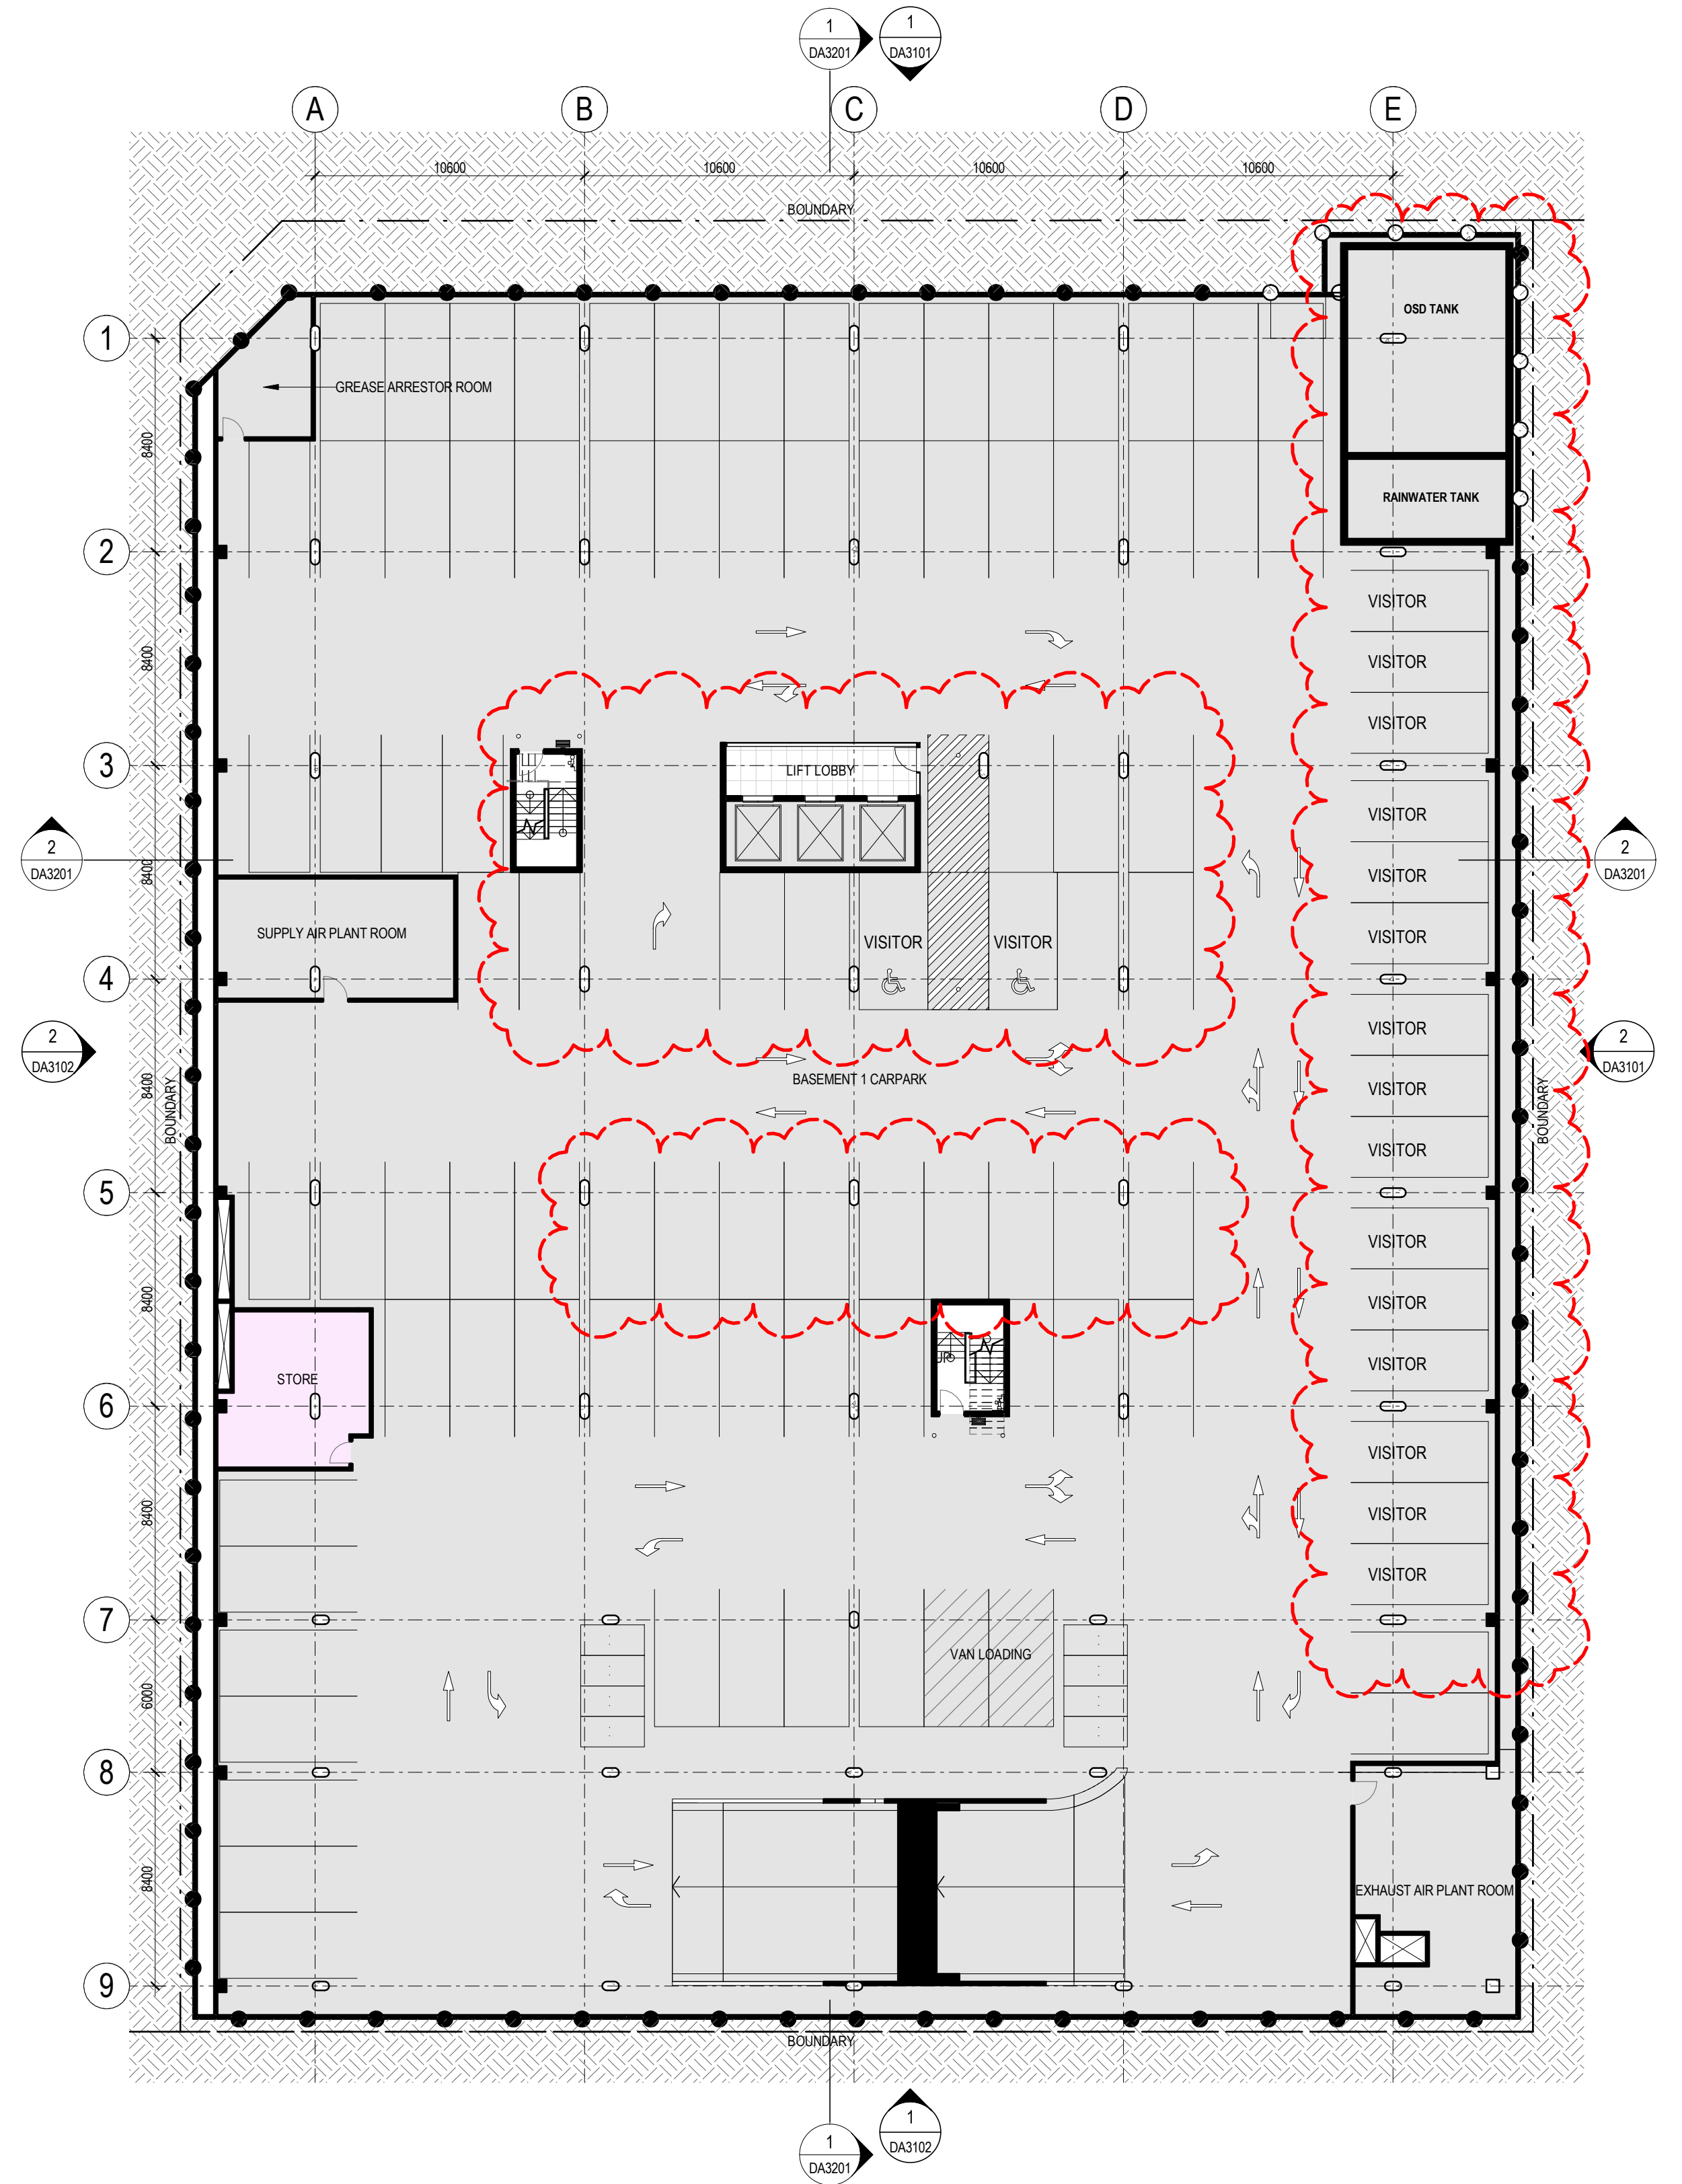 1
DA3201
1
DA3101
A
B
C
D
E
10600
10600
10600
10600
BOUNDARY
OSD TANK
1
GREASE ARRESTOR ROOM
8400
RAINWATER TANK
2
VISITOR
8400
VISITOR
VISITOR
3
LIFT LOBBY
VISITOR
2
DA3201
8400
VISITOR
2
DA3201
SUPPLY AIR PLANT ROOM
VISITOR
VISITOR
VISITOR
4
VISITOR
2
DA3102
BASEMENT 1 CARPARK
2
DA3101
8400
VISITOR
BOUNDARY
BOUNDARY
VISITOR
5
VISITOR
8400
VISITOR
UP
STORE
VISITOR
6
VISITOR
8400
VISITOR
VISITOR
7
VAN LOADING
6000
8
8400
EXHAUST AIR PLANT ROOM
9
BOUNDARY
1
DA3201
1
DA3102